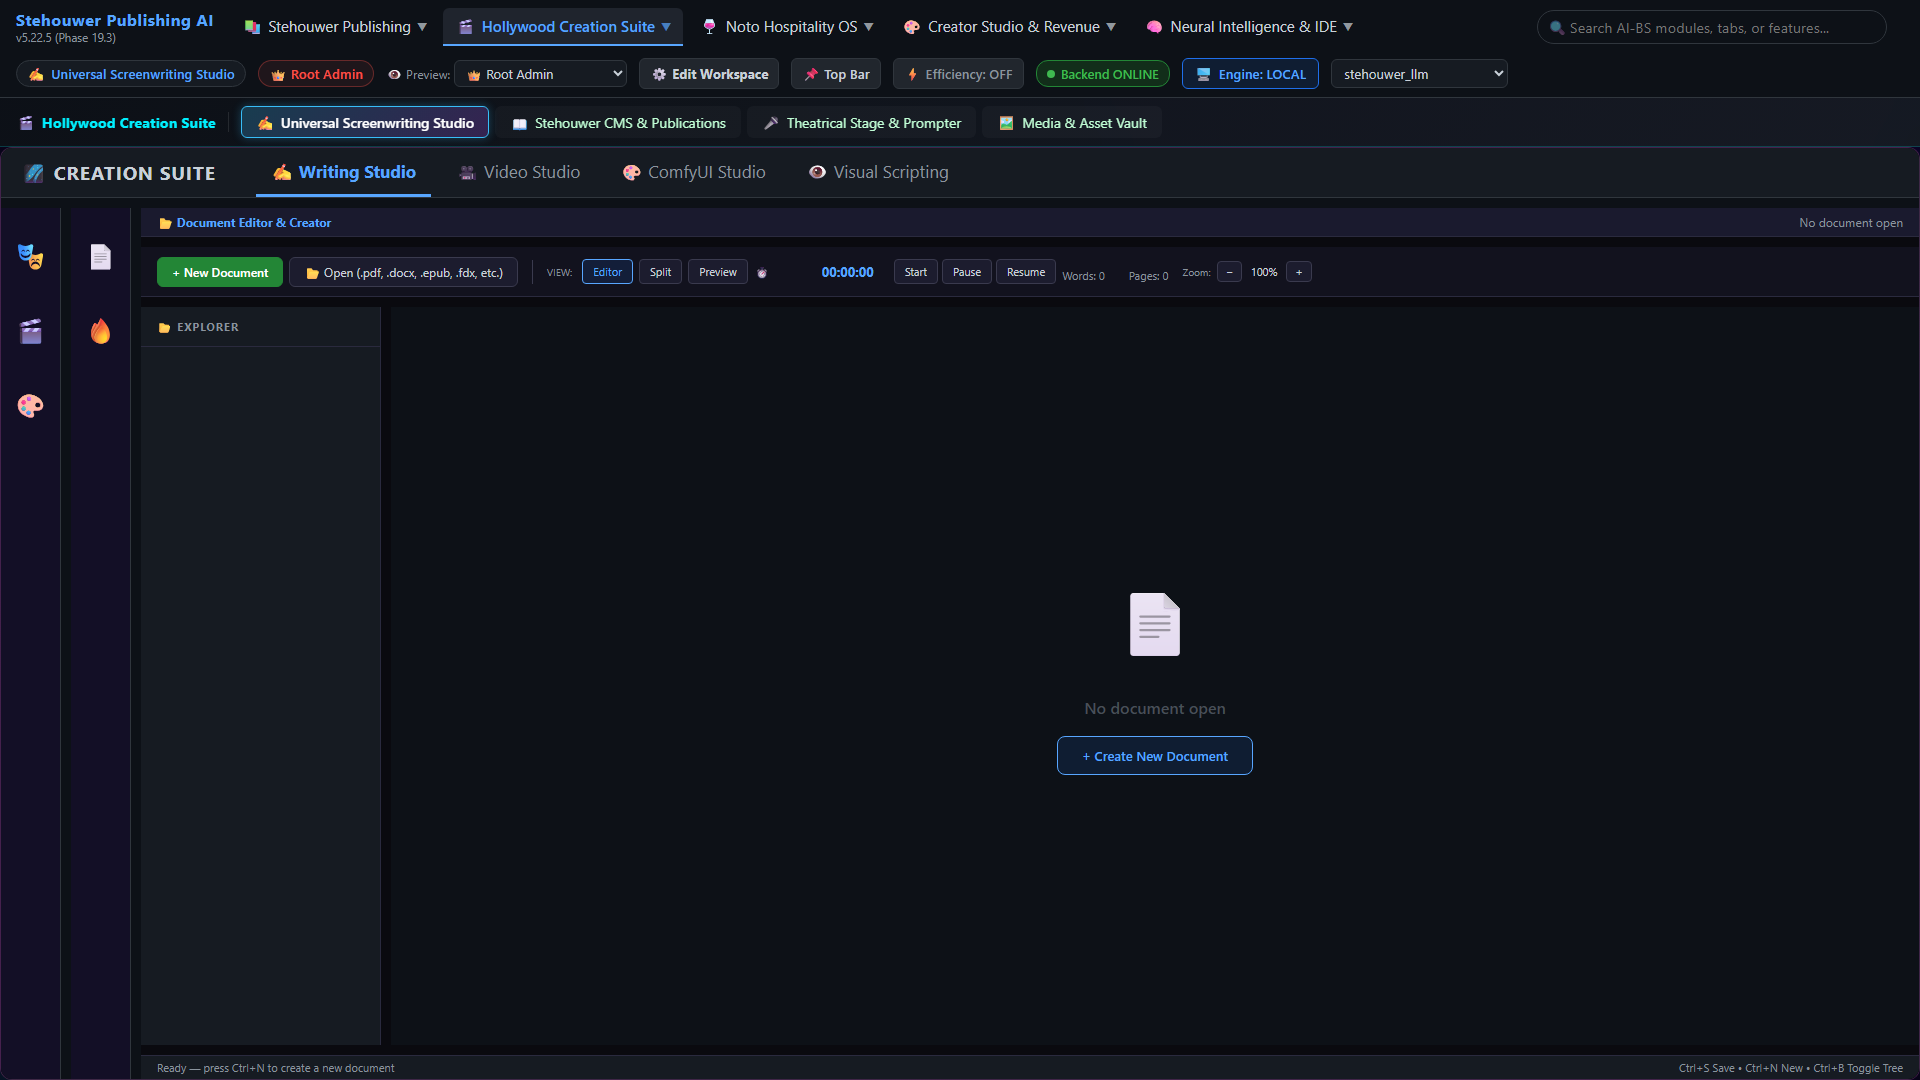 Stehouwer Publishing AI
v5.22.5 (Phase 19.3)
Stehouwer Publishing ▼
Hollywood Creation Suite ▼
Noto Hospitality OS ▼
Creator Studio & Revenue ▼
Neural Intelligence & IDE ▼
Search AI-BS modules, tabs, or features...
Universal Screenwriting Studio
Root Admin
Preview:
Root Admin
Edit Workspace
Top Bar
Efficiency: OFF
Backend ONLINE
Engine: LOCAL
stehouwer_llm
Hollywood Creation Suite
Universal Screenwriting Studio
Stehouwer CMS & Publications
Theatrical Stage & Prompter
Media & Asset Vault
CREATION SUITE
Writing Studio
Video Studio
ComfyUI Studio
Visual Scripting
Document Editor & Creator
No document open
+ New Document
Open (.pdf, .docx, .epub, .fdx, etc.)
VIEW:
Editor
Split
Preview
00:00:00
Start
Pause
Resume
Words: 0
Pages: 0
Zoom:
−
100%
+
EXPLORER
No document open
+ Create New Document
Ready — press Ctrl+N to create a new document
Ctrl+S Save • Ctrl+N New • Ctrl+B Toggle Tree